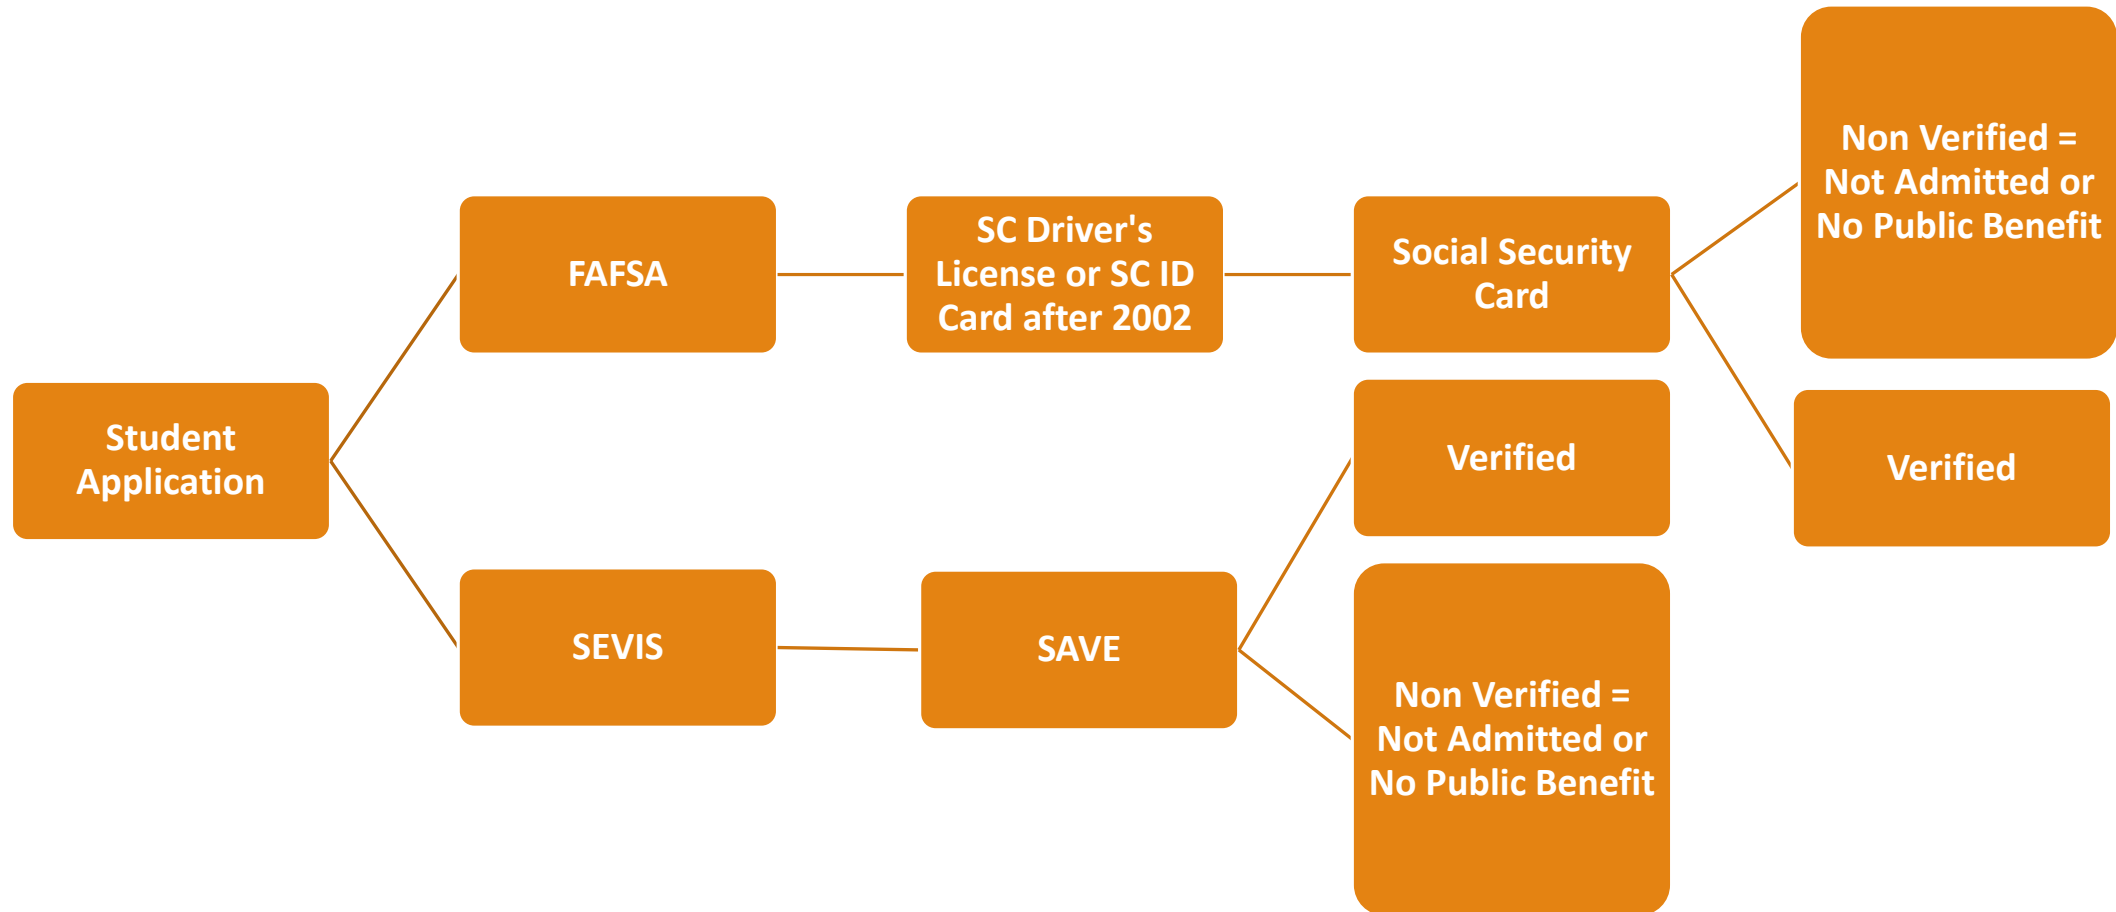 Student
Application
FAFSA
SC Driver's
License or SC ID
Card after 2002
Social Security
Card
Non Verified =
Not Admitted or
No Public Benefit
Verified
SEVIS
SAVE
Verified
Non Verified =
Not Admitted or
No Public Benefit